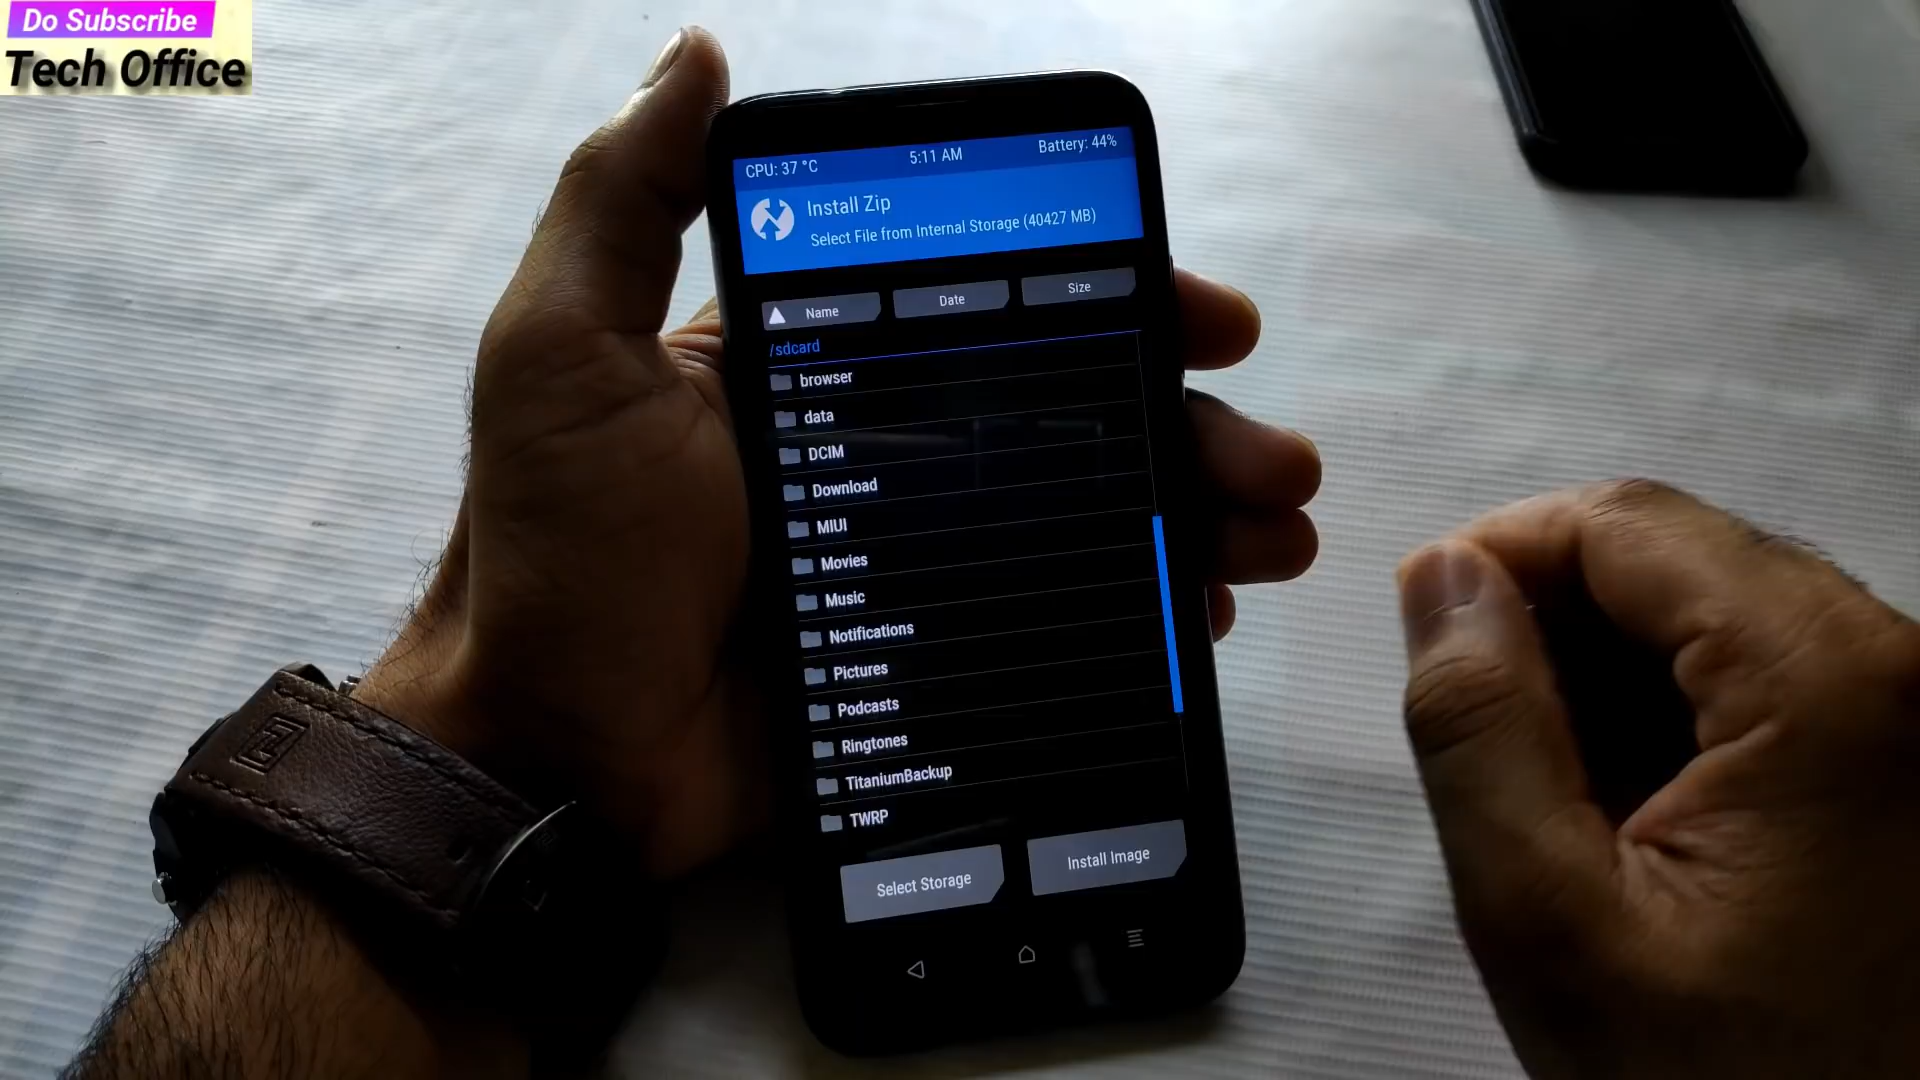 Do Subscribe
Tech Office
CPU: 37 °C 5:11 AM Battery: 44%
Install Zip
Select File from Internal Storage (40427 MB)
Name Date Size
/sdcard
browser
data
DCIM
Download
MIUI
Movies
Music
Notifications
Pictures
Podcasts
Ringtones
TitaniumBackup
TWRP
Select Storage Install Image